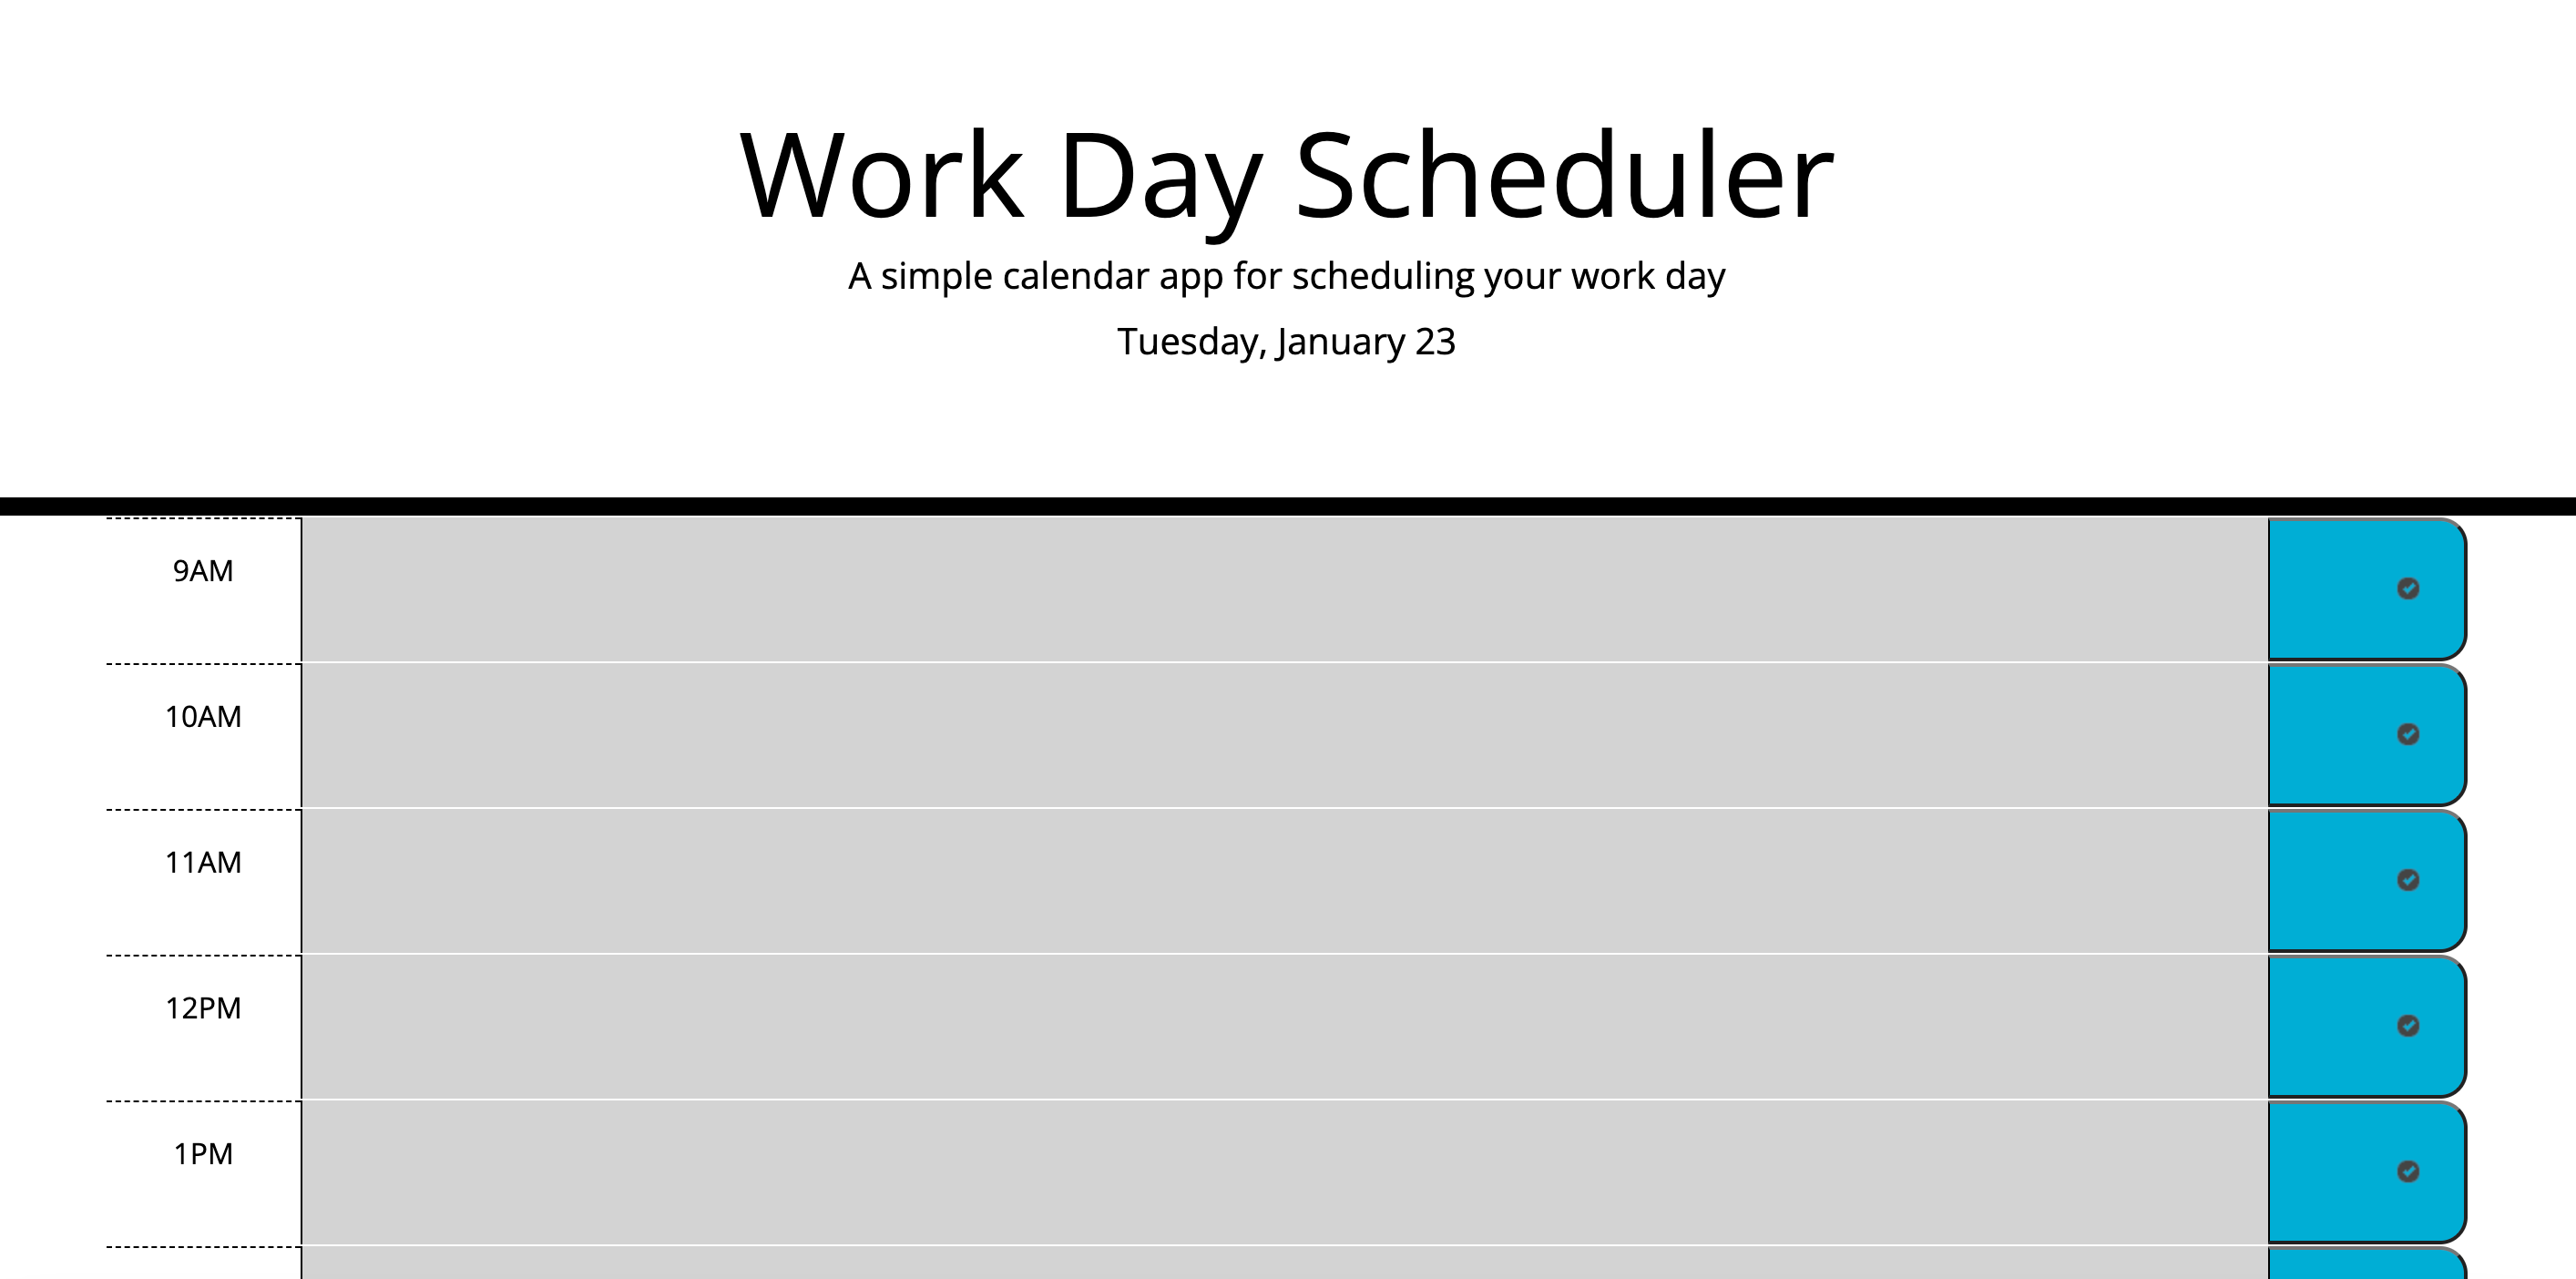 Work Day Scheduler
A simple calendar app for scheduling your work day
Tuesday, January 23
9AM
10AM
11AM
12PM
1PM